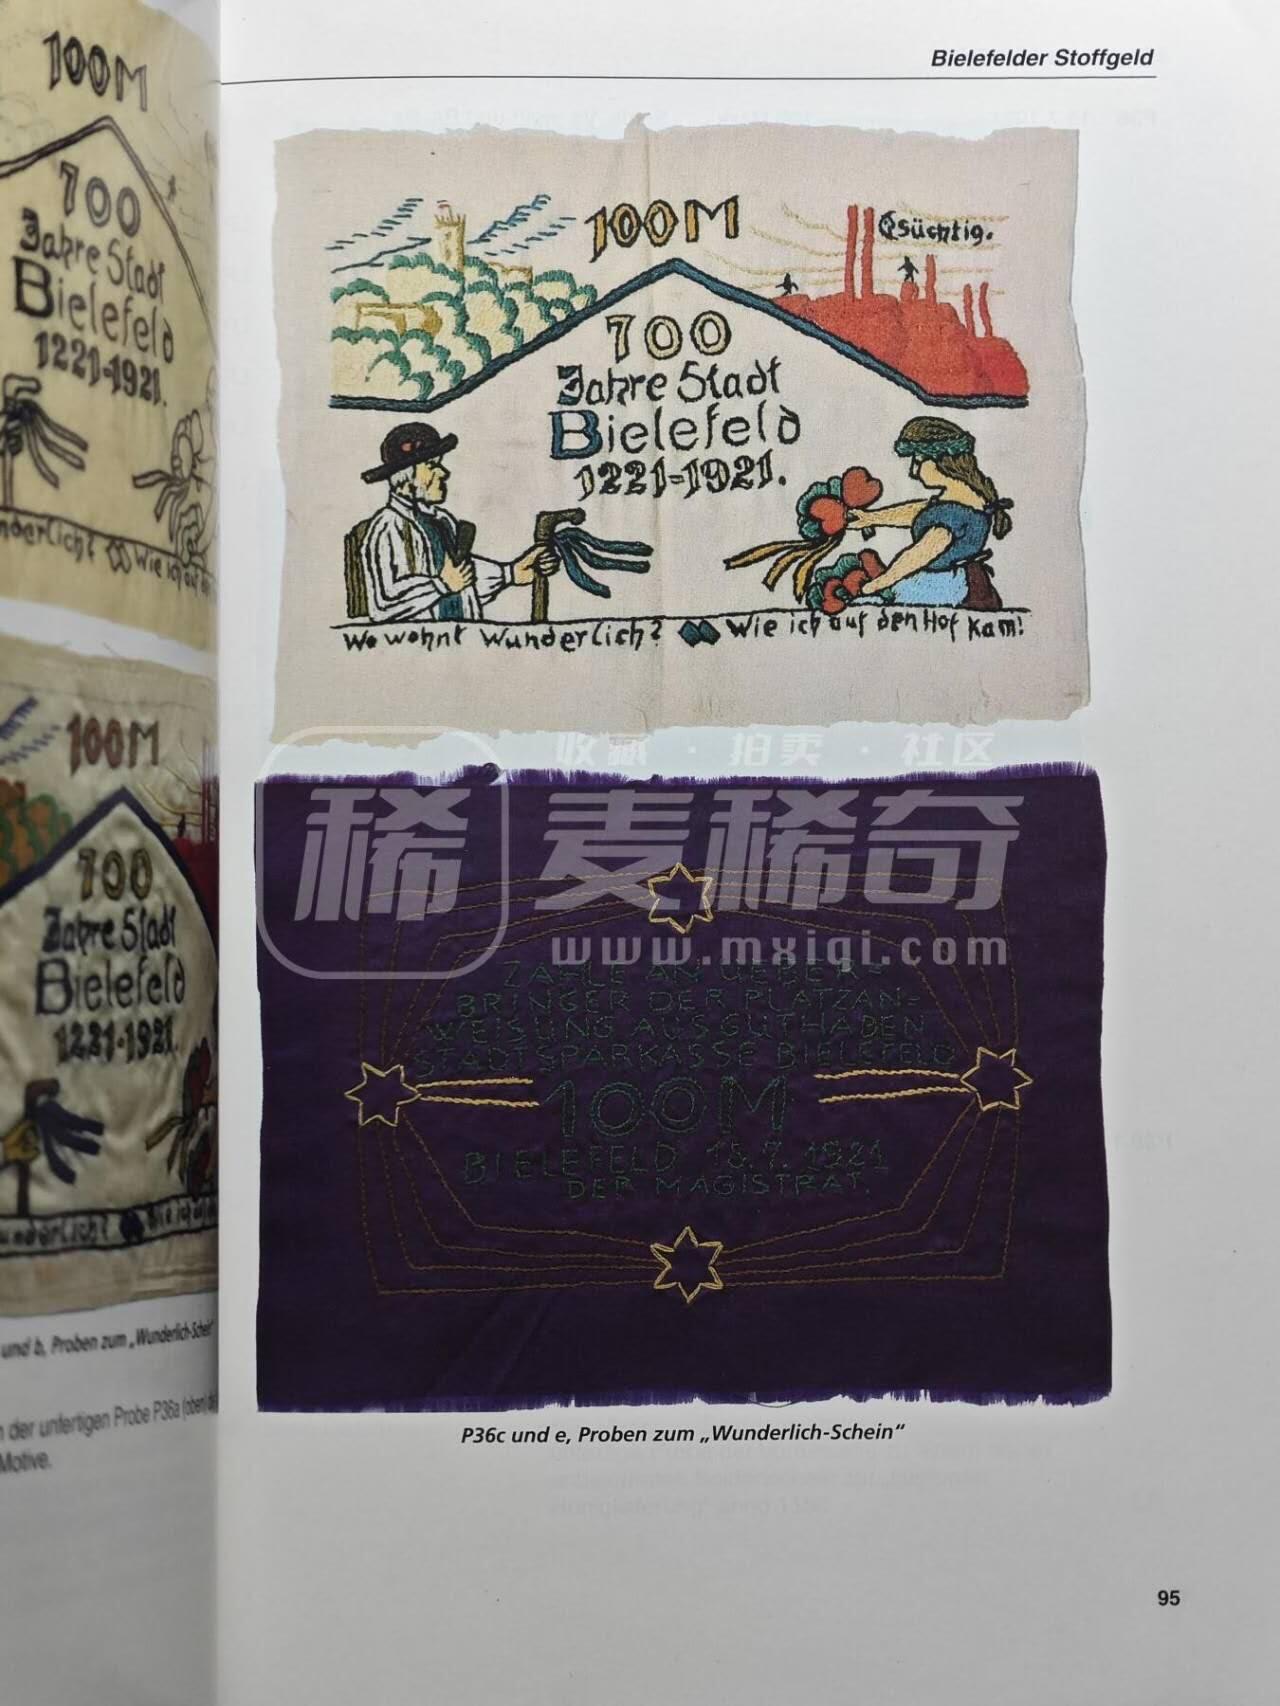 100M
700
Jahre Stadt
Bielefeld
1221-1921.
Wunderlich? Wie ich auf
100M
700
Jahre Stadt
Bielefeld
1221-1921.
Wunderlich?
und b, Proben zum „Wunderlich-Schein"
der unfertigen Probe P36a (oben)
Motive.
Bielefelder Stoffgeld
100M
Gsüchtig.
700
Jahre Stadt
Bielefeld
1221-1921.
Wo wohnt Wunderlich? Wie ich auf den Hof kam!
收藏 · 拍卖 · 社区
稀 麦稀奇
www.mxiqi.com
ZAHLE AN UEBER=
BRINGER DER PLATZAN=
WEISUNG AUS GUTHABEN
STADTSPARKASSE BIELEFELD
100M
BIELEFELD 15.7.1921
DER MAGISTRAT.
P36c und e, Proben zum „Wunderlich-Schein“
95